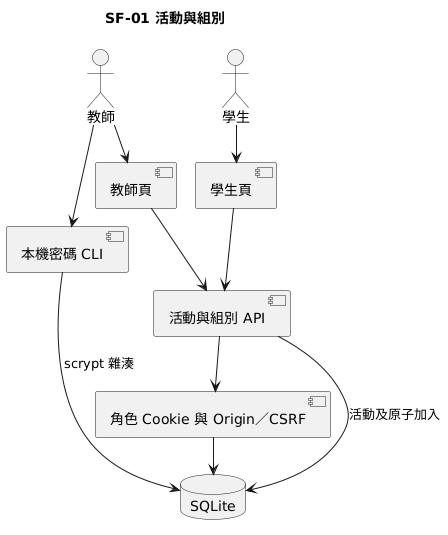 SF-01 活動與組別
教師
學生
教師頁
學生頁
本機密碼 CLI
活動與組別 API
scrypt 雜湊
角色 Cookie 與 Origin／CSRF
活動及原子加入
SQLite